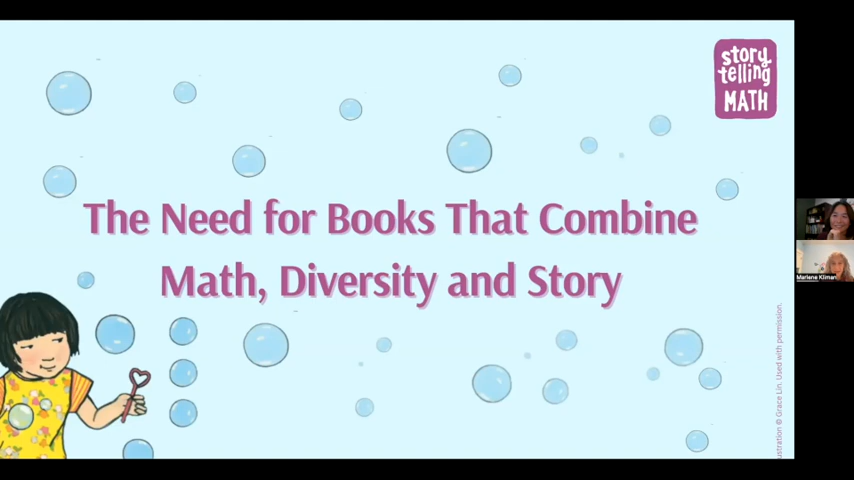 story
telling
MATH
The Need for Books That Combine
Math, Diversity and Story
Marlene Kliman
ustration © Grace Lin. Used with permission.